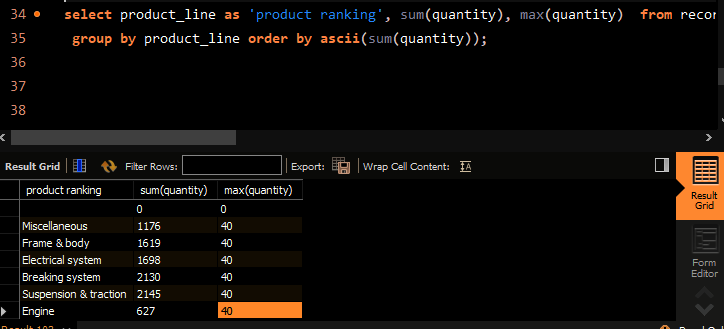 34 select product_line as 'product ranking', sum(quantity), max(quantity) from recor
35 group by product_line order by ascii(sum(quantity));
36
37
38
Result Grid Filter Rows: Export: Wrap Cell Content:
product ranking sum(quantity) max(quantity)
0 0
Miscellaneous 1176 40
Frame & body 1619 40
Electrical system 1698 40
Breaking system 2130 40
Suspension & traction 2145 40
Engine 627 40
Result
Grid
Form
Editor